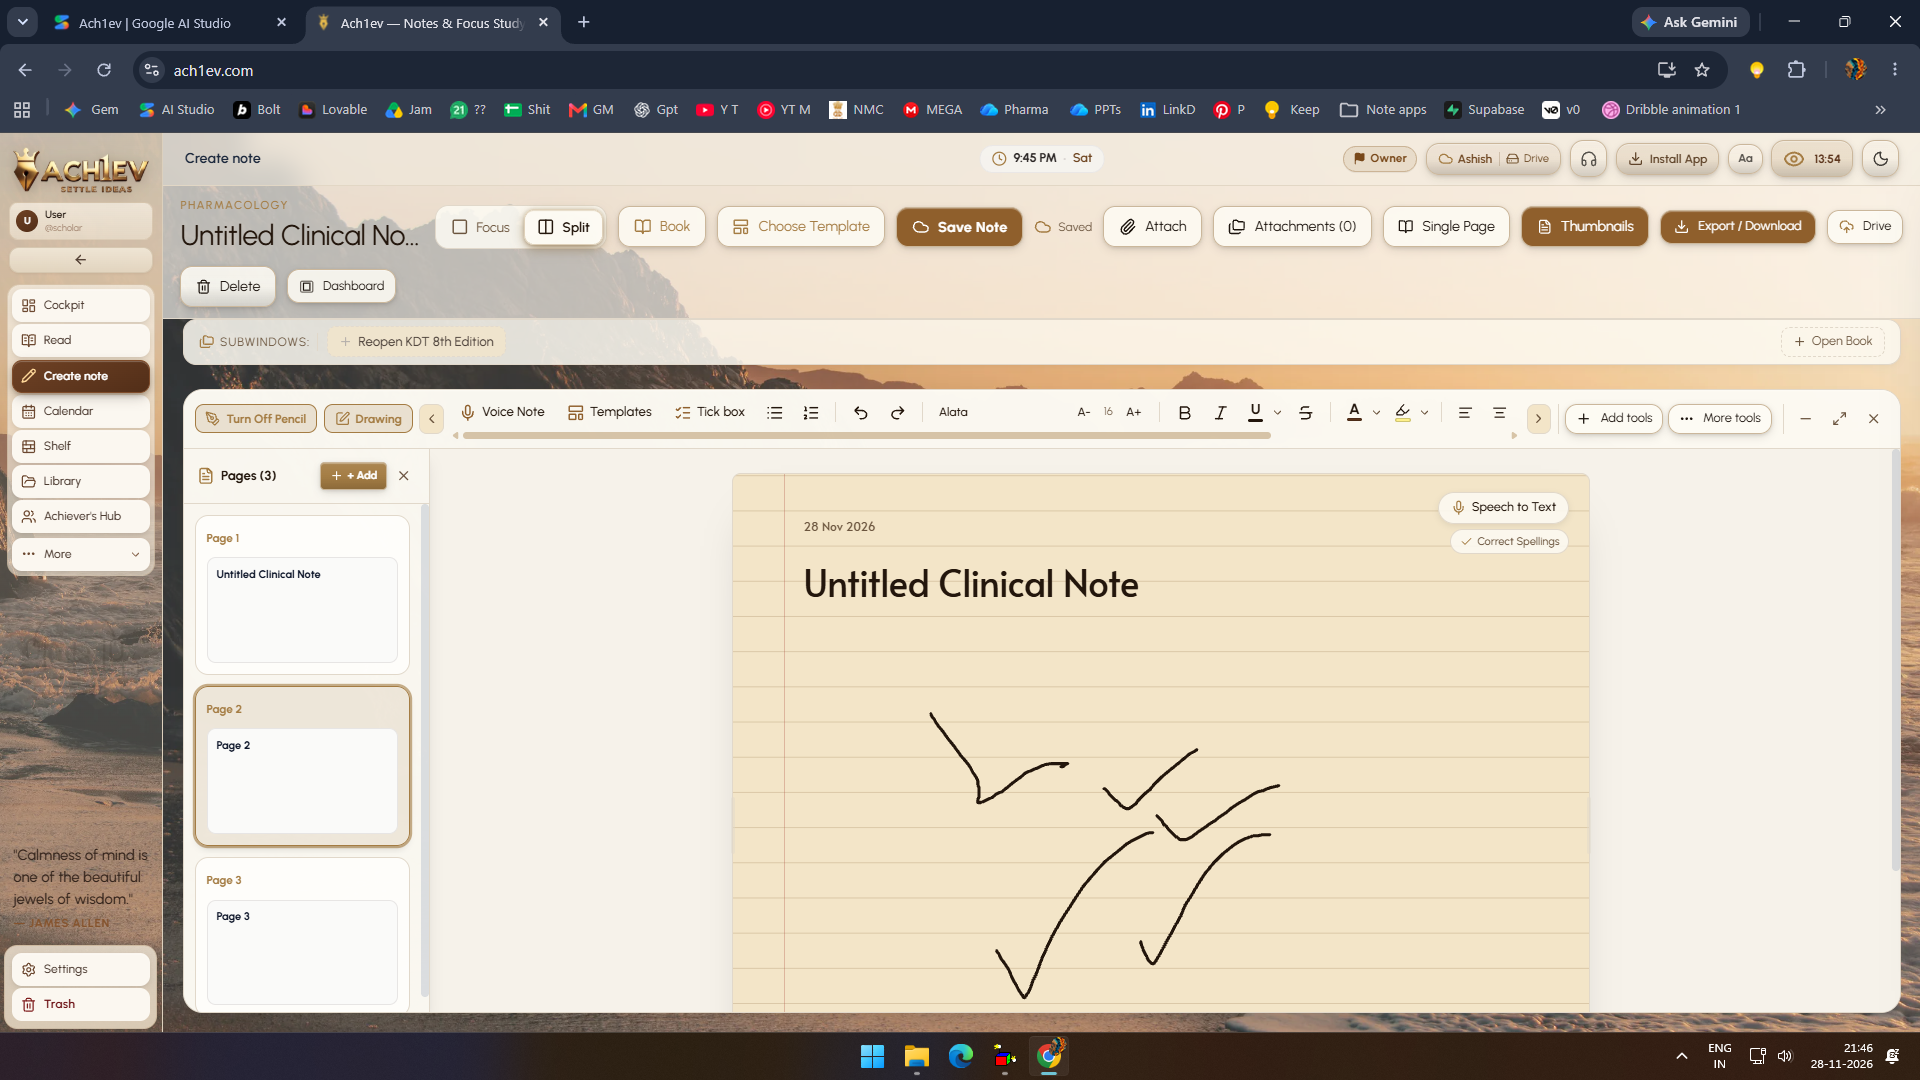 Ach1ev | Google AI Studio
Ach1ev — Notes & Focus Study
Ask Gemini
ach1ev.com
Gem
AI Studio
Bolt
Lovable
Jam
21 ??
Shit
GM
Gpt
Y T
YT M
NMC
MEGA
Pharma
PPTs
LinkD
P
Keep
Note apps
Supabase
v0
Dribble animation 1
ACH1EV
SETTLE IDEAS
Create note
9:45 PM · Sat
Owner
Ashish
Drive
Install App
Aa
13:54
U
User
@scholar
PHARMACOLOGY
Untitled Clinical No...
Focus
Split
Book
Choose Template
Save Note
Saved
Attach
Attachments (0)
Single Page
Thumbnails
Export / Download
Drive
Delete
Dashboard
Cockpit
Read
Create note
Calendar
Shelf
Library
Achiever's Hub
More
SUBWINDOWS:
+ Reopen KDT 8th Edition
+ Open Book
Turn Off Pencil
Drawing
Voice Note
Templates
Tick box
Alata
A-
16
A+
B
I
U
S
A
+ Add tools
More tools
Pages (3)
+ + Add
Page 1
Untitled Clinical Note
Page 2
Page 2
Page 3
Page 3
28 Nov 2026
Speech to Text
Correct Spellings
Untitled Clinical Note
"Calmness of mind is
one of the beautiful
jewels of wisdom."
— JAMES ALLEN
Settings
Trash
ENG
IN
21:46
28-11-2026